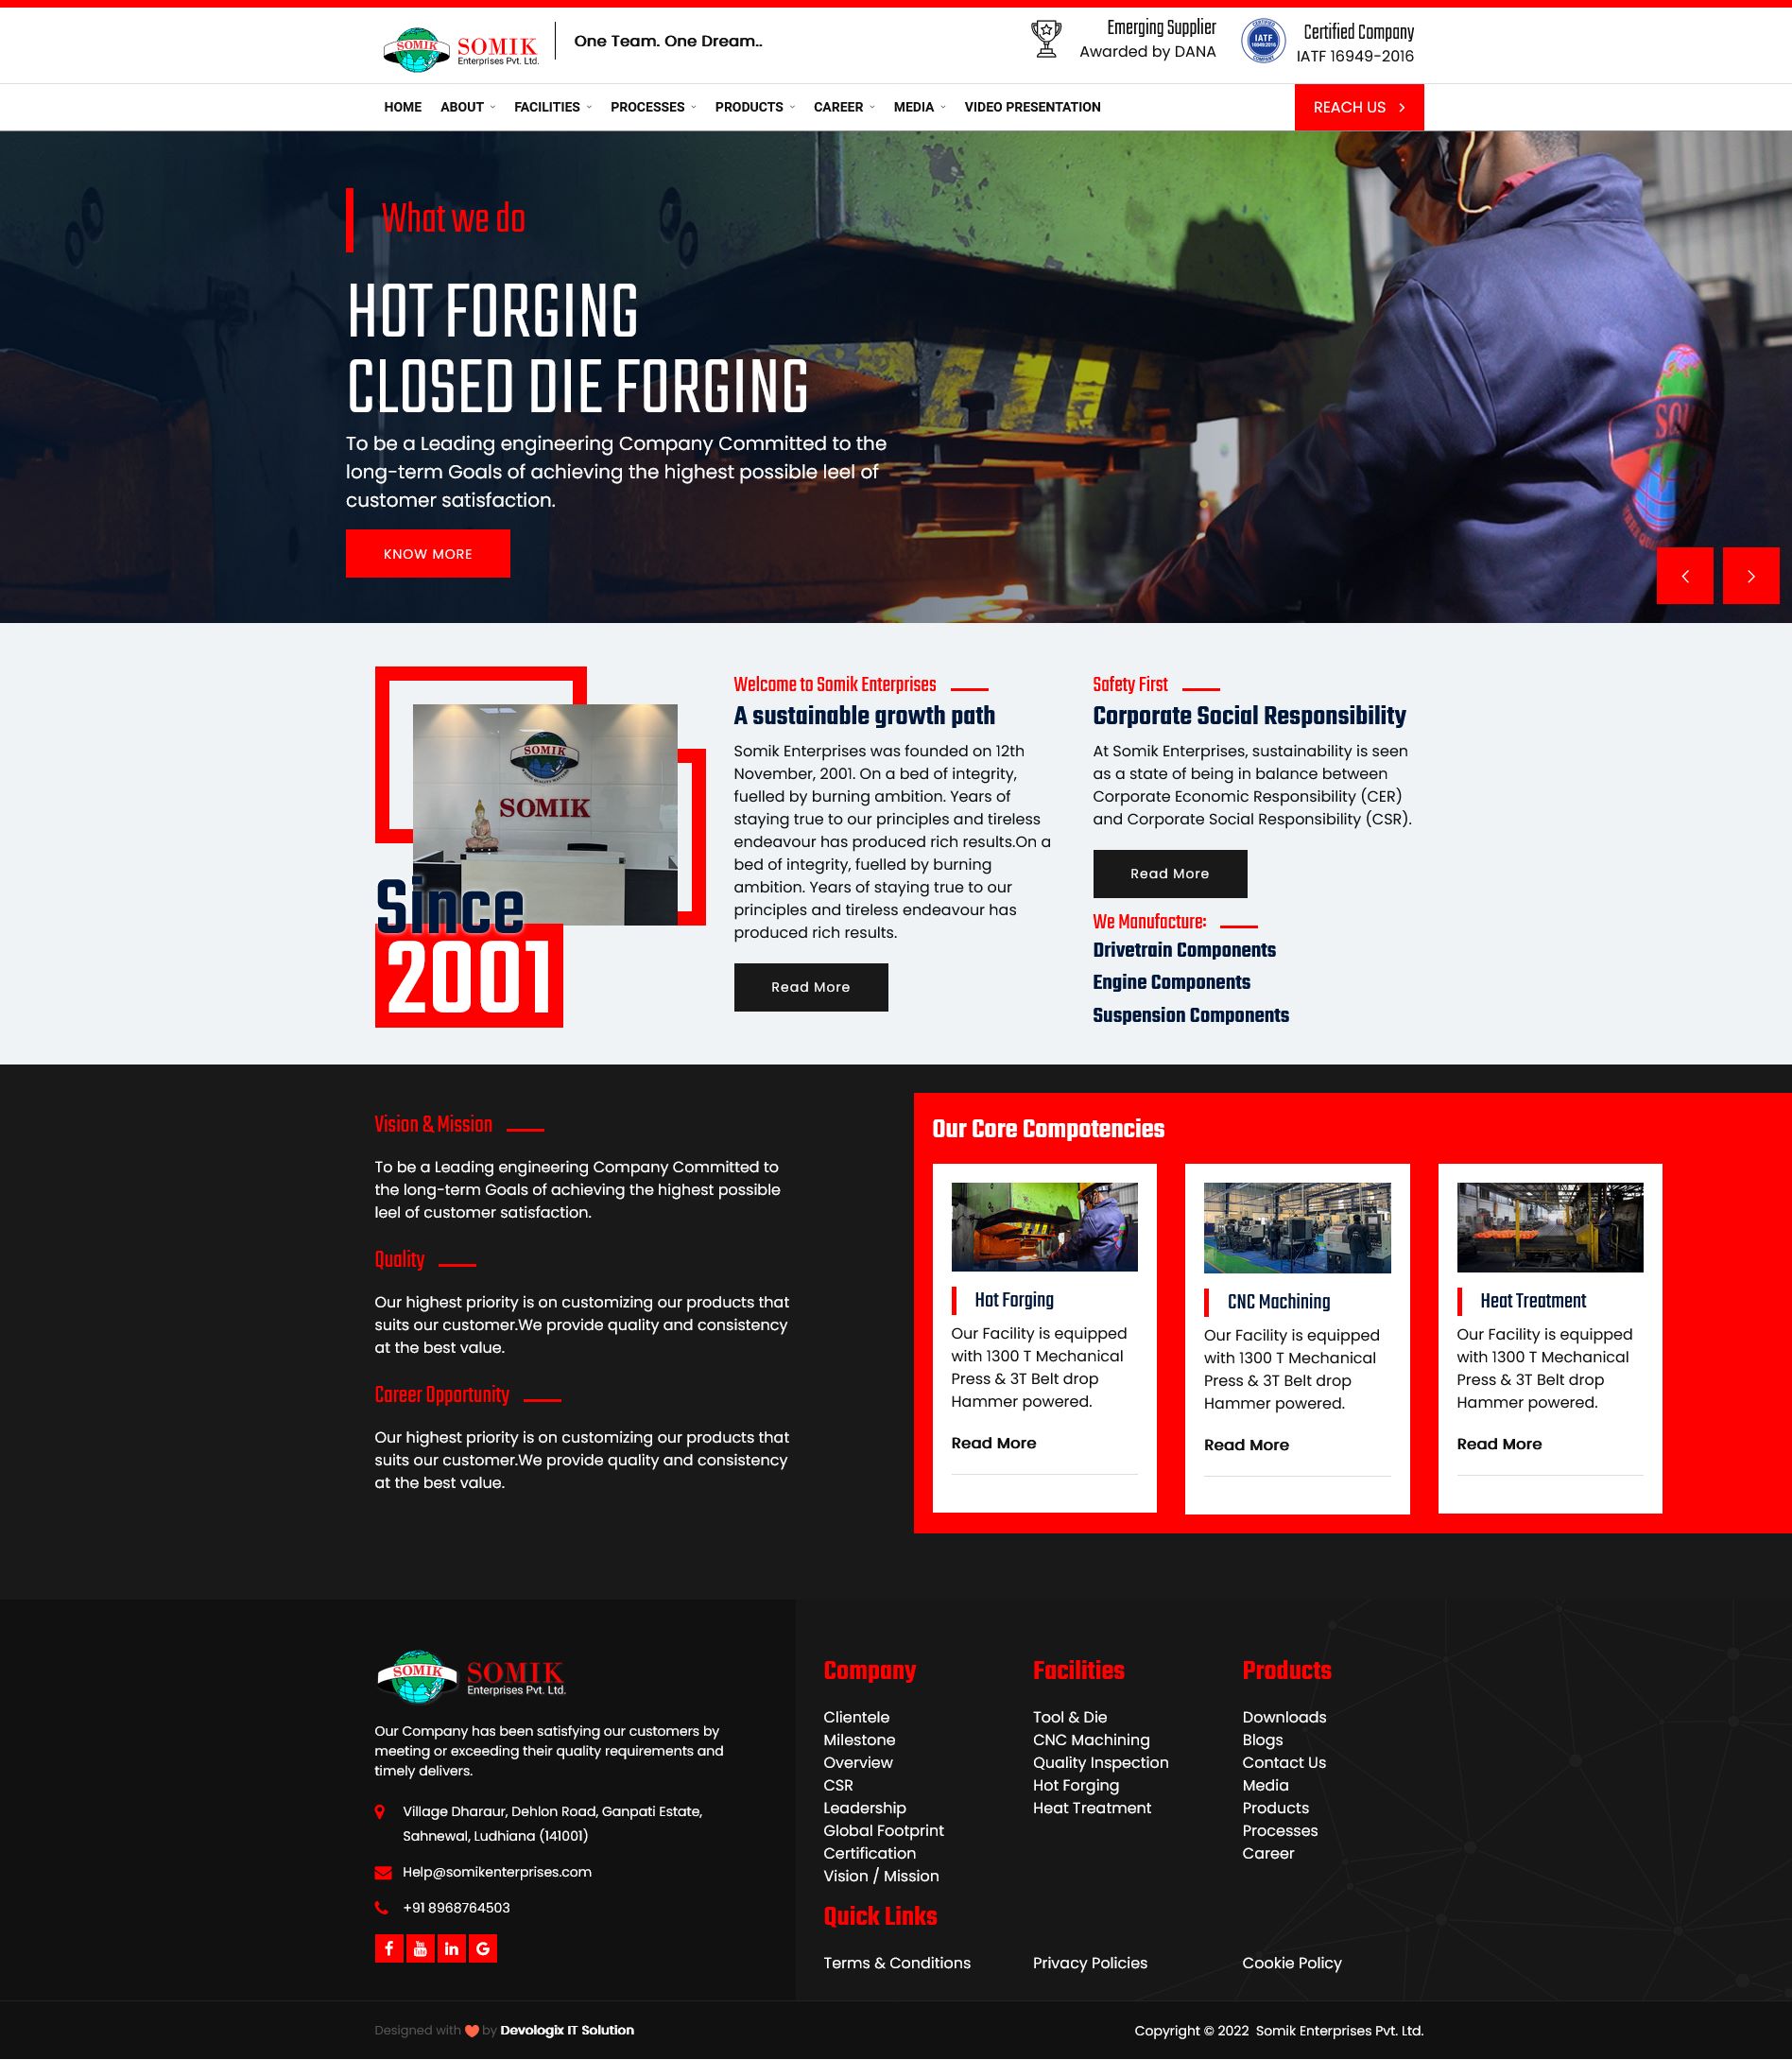 SOMIK
SOMIK
Enterprises Pvt. Ltd.
One Team. One Dream..
Emerging Supplier
Awarded by DANA
CERTIFIED
IATF
16949:2016
COMPANY
Certified Company
IATF 16949-2016
HOME ABOUT FACILITIES PROCESSES PRODUCTS CAREER MEDIA VIDEO PRESENTATION REACH US
What we do
HOT FORGING
CLOSED DIE FORGING
To be a Leading engineering Company Committed to the
long-term Goals of achieving the highest possible leel of
customer satisfaction.
KNOW MORE
SOMIK
SOMIK
Since
2001
Welcome to Somik Enterprises
A sustainable growth path
Somik Enterprises was founded on 12th
November, 2001. On a bed of integrity,
fuelled by burning ambition. Years of
staying true to our principles and tireless
endeavour has produced rich results.On a
bed of integrity, fuelled by burning
ambition. Years of staying true to our
principles and tireless endeavour has
produced rich results.
Read More
Safety First
Corporate Social Responsibility
At Somik Enterprises, sustainability is seen
as a state of being in balance between
Corporate Economic Responsibility (CER)
and Corporate Social Responsibility (CSR).
Read More
We Manufacture:
Drivetrain Components
Engine Components
Suspension Components
Vision & Mission
To be a Leading engineering Company Committed to
the long-term Goals of achieving the highest possible
leel of customer satisfaction.
Quality
Our highest priority is on customizing our products that
suits our customer.We provide quality and consistency
at the best value.
Career Opportunity
Our highest priority is on customizing our products that
suits our customer.We provide quality and consistency
at the best value.
Our Core Compotencies
Hot Forging
Our Facility is equipped
with 1300 T Mechanical
Press & 3T Belt drop
Hammer powered.
Read More
CNC Machining
Our Facility is equipped
with 1300 T Mechanical
Press & 3T Belt drop
Hammer powered.
Read More
Heat Treatment
Our Facility is equipped
with 1300 T Mechanical
Press & 3T Belt drop
Hammer powered.
Read More
SOMIK
SOMIK
Enterprises Pvt. Ltd.
Our Company has been satisfying our customers by
meeting or exceeding their quality requirements and
timely delivers.
Village Dharaur, Dehlon Road, Ganpati Estate,
Sahnewal, Ludhiana (141001)
Help@somikenterprises.com
+91 8968764503
Company
Clientele
Milestone
Overview
CSR
Leadership
Global Footprint
Certification
Vision / Mission
Facilities
Tool & Die
CNC Machining
Quality Inspection
Hot Forging
Heat Treatment
Products
Downloads
Blogs
Contact Us
Media
Products
Processes
Career
Quick Links
Terms & Conditions Privacy Policies Cookie Policy
Designed with by Devologix IT Solution
Copyright © 2022 Somik Enterprises Pvt. Ltd.